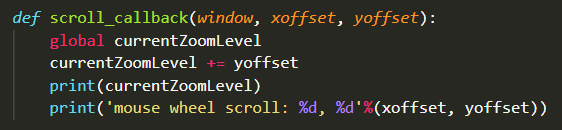 def scroll_callback(window, xoffset, yoffset):
    global currentZoomLevel
    currentZoomLevel += yoffset
    print(currentZoomLevel)
    print('mouse wheel scroll: %d, %d'%(xoffset, yoffset))